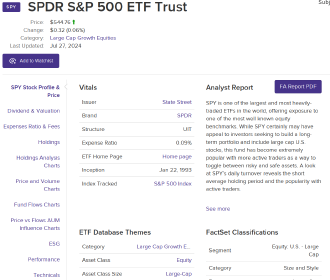 SPY SPDR S&P 500 ETF Trust
Price: $544.76
Change: $0.32 (0.06%)
Category: Large Cap Growth Equities
Last Updated: Jul 27, 2024
Add to Watchlist
SPY Stock Profile & Price
Dividend & Valuation
Expenses Ratio & Fees
Holdings
Holdings Analysis Charts
Price and Volume Charts
Fund Flows Charts
Price vs Flows AUM Influence Charts
ESG
Performance
Technicals
Vitals
Issuer State Street
Brand SPDR
Structure UIT
Expense Ratio 0.09%
ETF Home Page Home page
Inception Jan 22, 1993
Index Tracked S&P 500 Index
ETF Database Themes
Category Large Cap Growth E...
Asset Class Equity
Asset Class Size Large-Cap
Analyst Report
FA Report PDF
SPY is one of the largest and most heavily-
traded ETFs in the world, offering exposure to
one of the most well known equity
benchmarks. While SPY certainly may have
appeal to investors seeking to build a long
term portfolio and include large cap U.S.
stocks, this fund has become extremely
popular with more active traders as a way to
toggle between risky and safe assets. A look
at SPY's daily turnover reveals the short
average holding period and the popularity with
active traders.
See more
FactSet Classifications
Segment Equity: U.S. - Large Cap
Category Size and Style